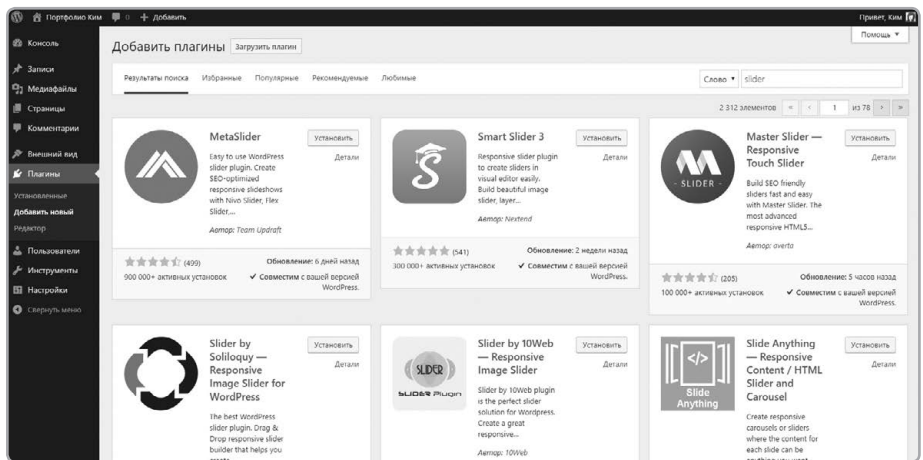 Портфолио Ким 0 Добавить Привет, Ким
Консоль
Записи
Медиафайлы
Страницы
Комментарии
Внешний вид
Плагины
Установленные
Добавить новый
Редактор
Пользователи
Инструменты
Настройки
Свернуть меню
Помощь
Добавить плагины Загрузить плагин
Результаты поиска Избранные Популярные Рекомендуемые Любимые Слово slider
2 312 элементов « ‹ 1 из 78 › »
MetaSlider
Установить
Детали
Easy to use WordPress
slider plugin. Create
SEO-optimized
responsive slideshows
with Nivo Slider, Flex
Slider,...
Автор: Team Updraft
(499)
900 000+ активных установок
Обновление: 6 дней назад
✔ Совместим с вашей версией
WordPress.
S
Smart Slider 3
Установить
Детали
Responsive slider plugin
to create sliders in
visual editor easily.
Build beautiful image
slider, layer...
Автор: Nextend
(541)
300 000+ активных установок
Обновление: 2 недели назад
✔ Совместим с вашей версией
WordPress.
- SLIDER -
Master Slider —
Responsive
Touch Slider
Установить
Детали
Build SEO friendly
sliders fast and easy
with Master Slider. The
most advanced
responsive HTML5...
Автор: averta
(205)
100 000+ активных установок
Обновление: 5 часов назад
✔ Совместим с вашей версией
WordPress.
Slider by
Soliloquy —
Responsive
Image Slider for
WordPress
Установить
Детали
The best WordPress
slider plugin. Drag &
Drop responsive slider
builder that helps you
create
SLIDER
SLIDER Plugin
Slider by 10Web
— Responsive
Image Slider
Установить
Детали
Slider by 10Web plugin
is the perfect slider
solution for Wordpress.
Create a great
responsive...
Автор: 10Web
</>
Slide
Anything
Slide Anything
— Responsive
Content / HTML
Slider and
Carousel
Установить
Детали
Create responsive
carousels or sliders
where the content for
each slide can be
anything you want